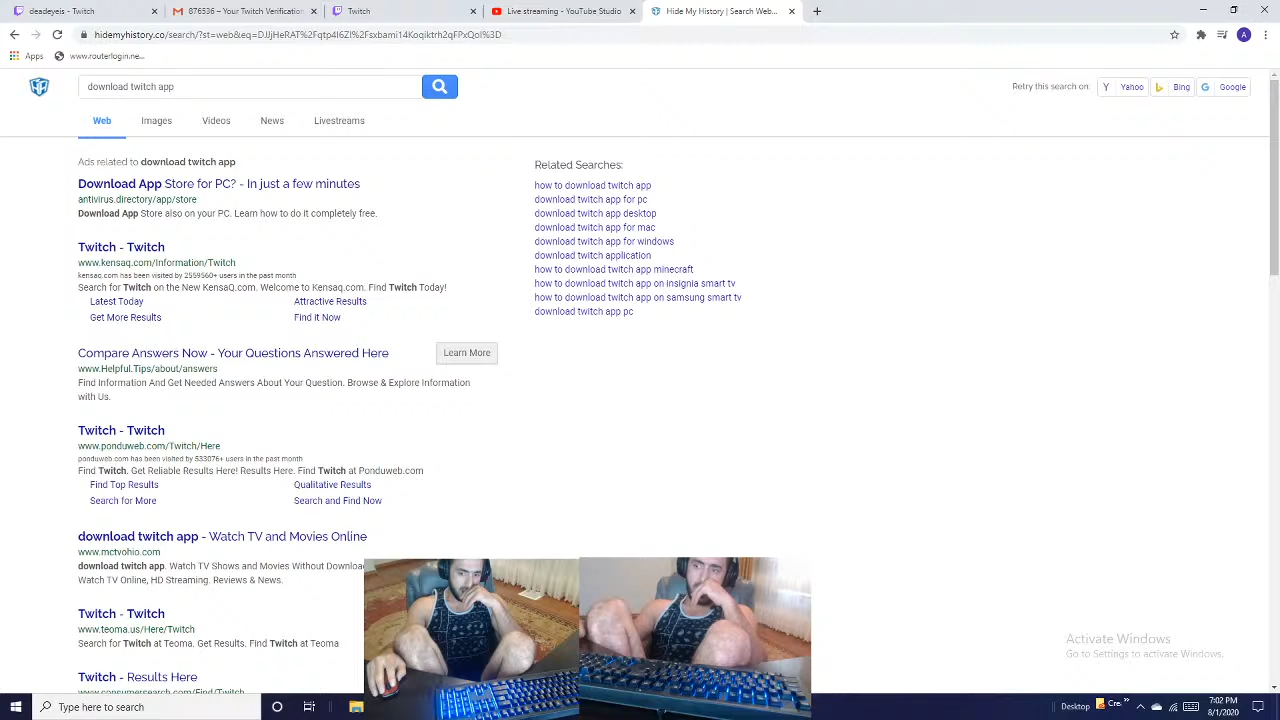 deadyeis - Twitch
876536 - Your Twitch Verification
Twitch
Live streaming - YouTube Studio
Hide My History | Search Web...
Apps
www.routerlogin.ne...
download twitch app
Retry this search on:
Yahoo
Bing
Google
Web
Images
Videos
News
Livestreams
Ads related to download twitch app
Download App Store for PC? - In just a few minutes
antivirus.directory/app/store
Download App Store also on your PC. Learn how to do it completely free.
Twitch - Twitch
www.kensaq.com/Information/Twitch
kensaq.com has been visited by 2559560+ users in the past month
Search for Twitch on the New KensaQ.com. Welcome to Kensaq.com. Find Twitch Today!
Latest Today
Attractive Results
Get More Results
Find it Now
Compare Answers Now - Your Questions Answered Here
Learn More
www.Helpful.Tips/about/answers
Find Information And Get Needed Answers About Your Question. Browse & Explore Information
with Us.
Twitch - Twitch
www.ponduweb.com/Twitch/Here
ponduweb.com has been visited by 533076+ users in the past month
Find Twitch. Get Reliable Results Here! Results Here. Find Twitch at Ponduweb.com
Find Top Results
Qualitative Results
Search for More
Search and Find Now
download twitch app - Watch TV and Movies Online
www.mctvohio.com
download twitch app. Watch TV Shows and Movies Without Downloa
Watch TV Online, HD Streaming. Reviews & News.
Twitch - Twitch
www.teoma.us/Here/Twitch
Search for Twitch at Teoma. Get Results. Find Twitch at Teoma
Twitch - Results Here
www.consumersearch.com/Find/Twitch
Related Searches:
how to download twitch app
download twitch app for pc
download twitch app desktop
download twitch app for mac
download twitch app for windows
download twitch application
how to download twitch app minecraft
how to download twitch app on insignia smart tv
how to download twitch app on samsung smart tv
download twitch app pc
Activate Windows
Go to Settings to activate Windows.
Type here to search
Desktop
7:02 PM
8/1/2020